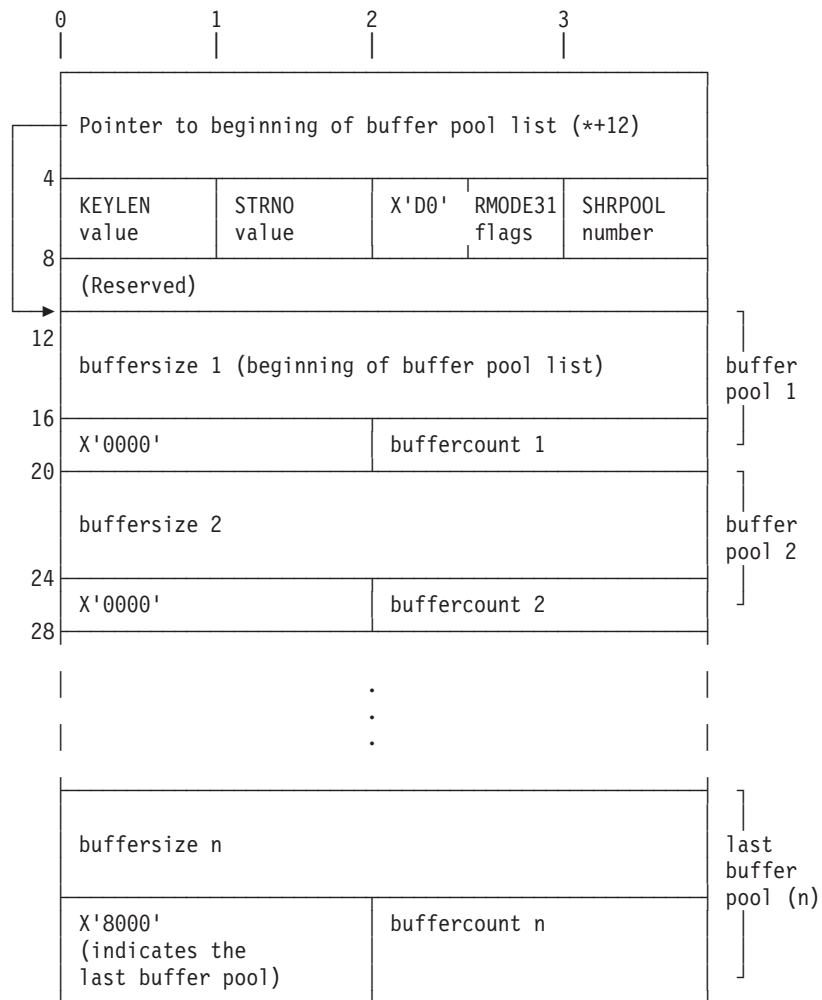 0 1 2 3
Pointer to beginning of buffer pool list (*+12)
4
KEYLEN STRNO X'D0' RMODE31 SHRPOOL
value value flags number
8
(Reserved)
12
buffersize 1 (beginning of buffer pool list) buffer
pool 1
16
X'0000' buffercount 1
20
buffersize 2 buffer
pool 2
24
X'0000' buffercount 2
28
.
.
.
buffersize n last
buffer
pool (n)
X'8000' buffercount n
(indicates the
last buffer pool)